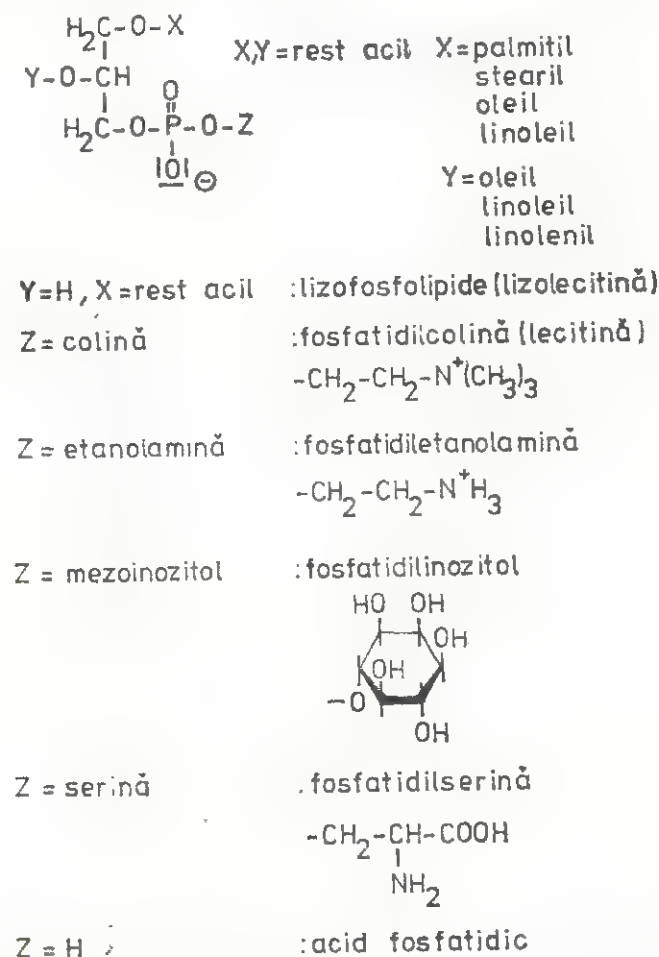 H₂C-O-X
X,Y=rest acil X=palmitil
Y-O-CH
stearil
O
oleil
H₂C-O-P-O-Z
linoleil
|O|⊖
Y=oleil
linoleil
linolenil
Y=H, X=rest acil :lizofosfolipide (lizolecitină)
Z=colină :fosfatidilcolină (lecitină)
-CH₂-CH₂-N⁺(CH₃)₃
Z=etanolamină :fosfatidiletanolamină
-CH₂-CH₂-N⁺H₃
Z = mezoinozitol :fosfatidilinozitol
HO OH
OH
OH
-O
OH
Z = serină .fosfatidilserină
-CH₂-CH-COOH
NH₂
Z = H :acid fosfatidic